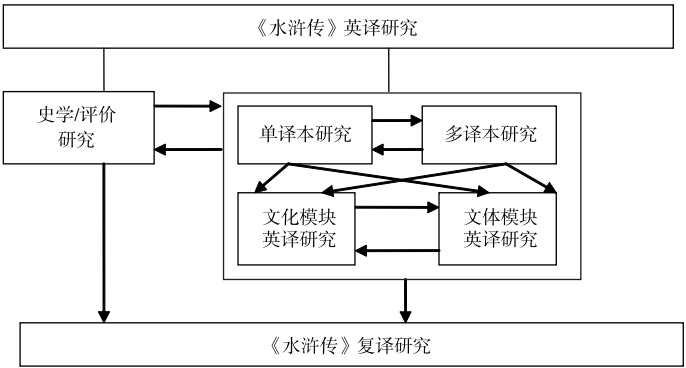 《水浒传》英译研究
史学/评价
研究
单译本研究
多译本研究
文化模块
英译研究
文体模块
英译研究
《水浒传》复译研究